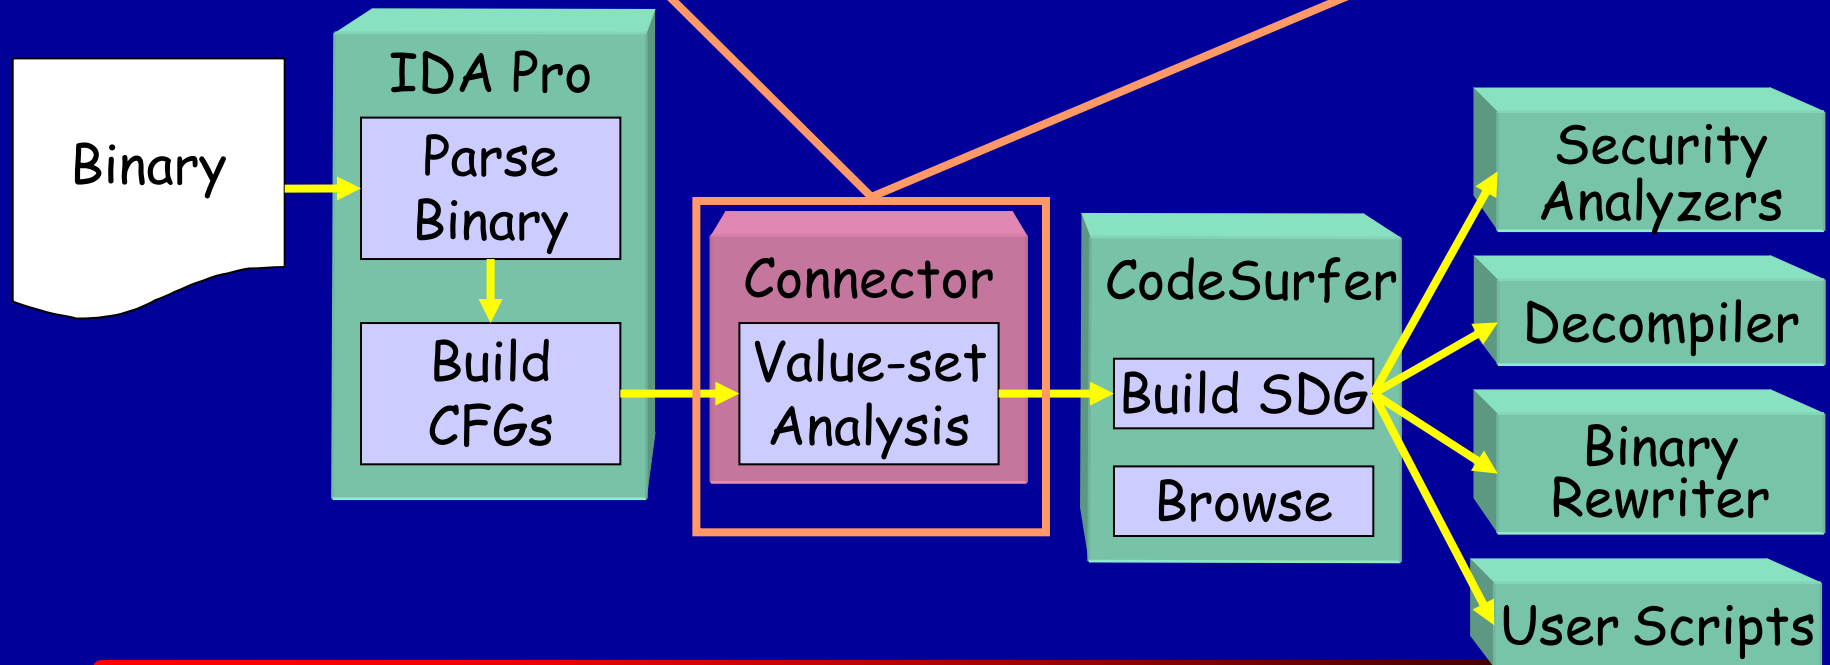 Binary
IDA Pro
Parse
Binary
Build
CFGs
Connector
Value-set
Analysis
CodeSurfer
Build SDG
Browse
Security
Analyzers
Decompiler
Binary
Rewriter
User Scripts